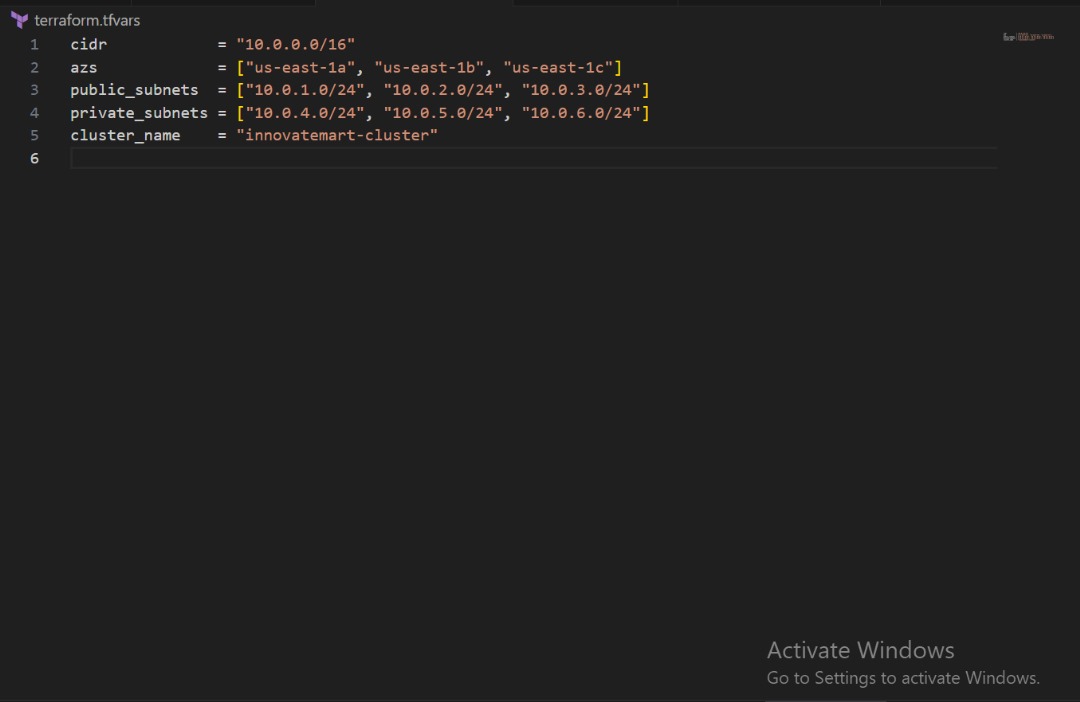 terraform.tfvars
1 cidr = "10.0.0.0/16"
2 azs = ["us-east-1a", "us-east-1b", "us-east-1c"]
3 public_subnets = ["10.0.1.0/24", "10.0.2.0/24", "10.0.3.0/24"]
4 private_subnets = ["10.0.4.0/24", "10.0.5.0/24", "10.0.6.0/24"]
5 cluster_name = "innovatemart-cluster"
6
Activate Windows
Go to Settings to activate Windows.